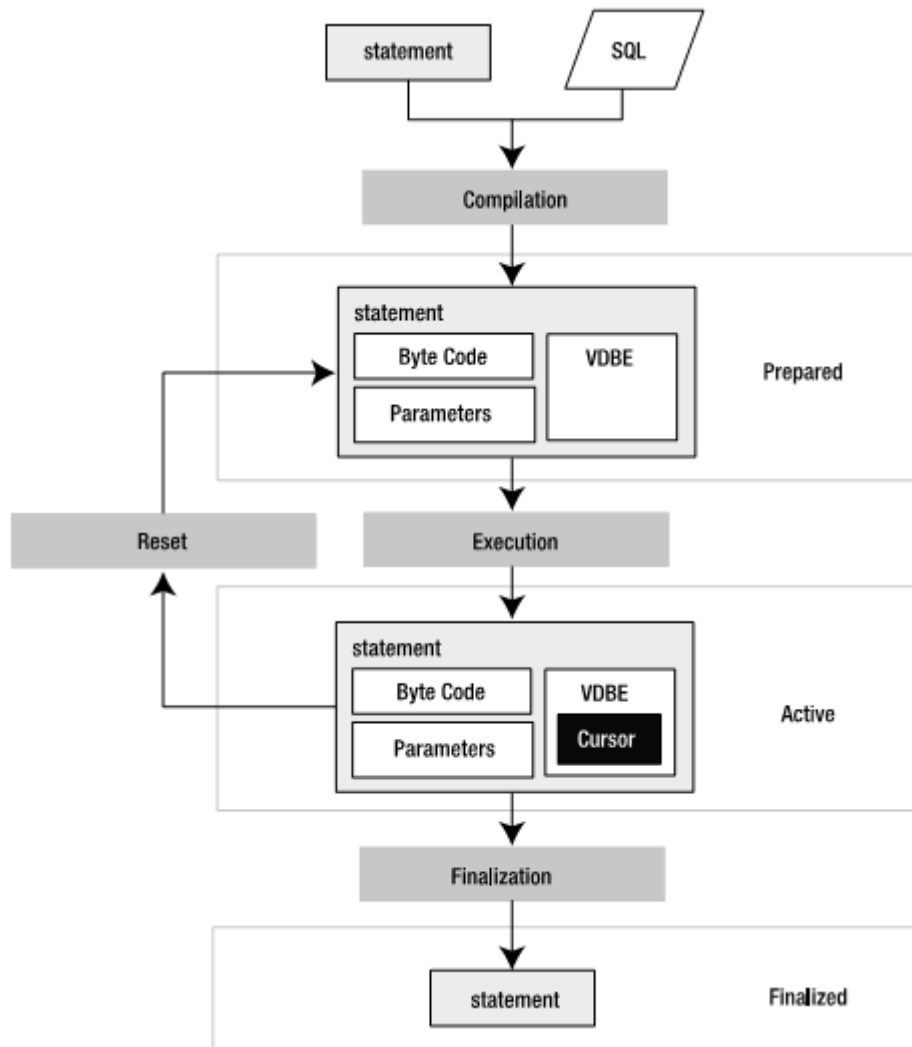 statement
SQL
Compilation
statement
Byte Code
VDBE
Parameters
Prepared
Reset
Execution
statement
Byte Code
VDBE
Parameters
Cursor
Active
Finalization
statement
Finalized